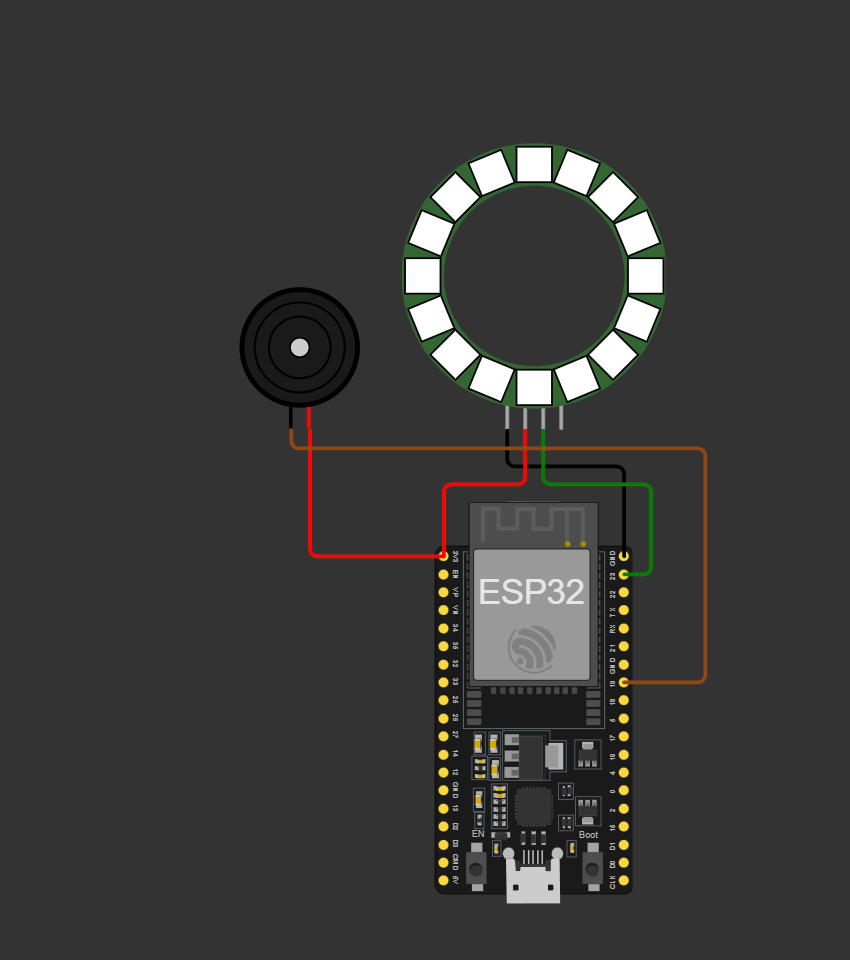 ESP32
3V3
EN
VP
VN
34
35
32
33
25
26
27
14
12
GND
13
D2
D3
CMD
5V
GND
23
22
TX
RX
21
GND
19
18
5
17
16
4
0
2
15
D1
D0
CLK
EN
Boot